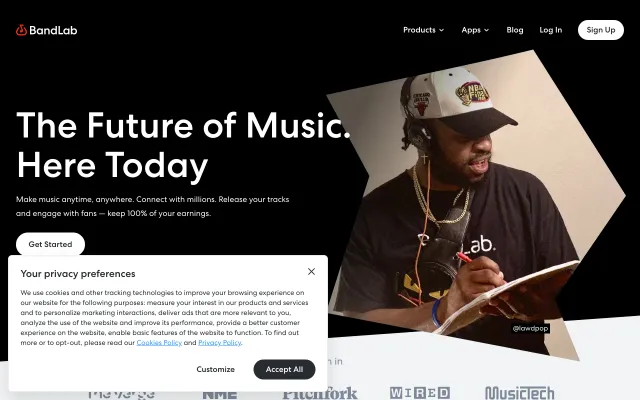 BandLab
Products
Apps
Blog
Log In
Sign Up
The Future of Music.
Here Today
Make music anytime, anywhere. Connect with millions. Release your tracks
and engage with fans — keep 100% of your earnings.
Get Started
@lawdpop
Your privacy preferences
We use cookies and other tracking technologies to improve your browsing experience on
our website for the following purposes: measure your interest in our products and services
and to personalize marketing interactions, deliver ads that are more relevant to you,
analyze the use of the website and improve its performance, provide a better customer
experience on the website, enable basic features of the website to function. To find out
more or to opt-out, please read our Cookies Policy and Privacy Policy.
Customize
Accept All
in
NME
Pitchfork
WIRED
MusicTech